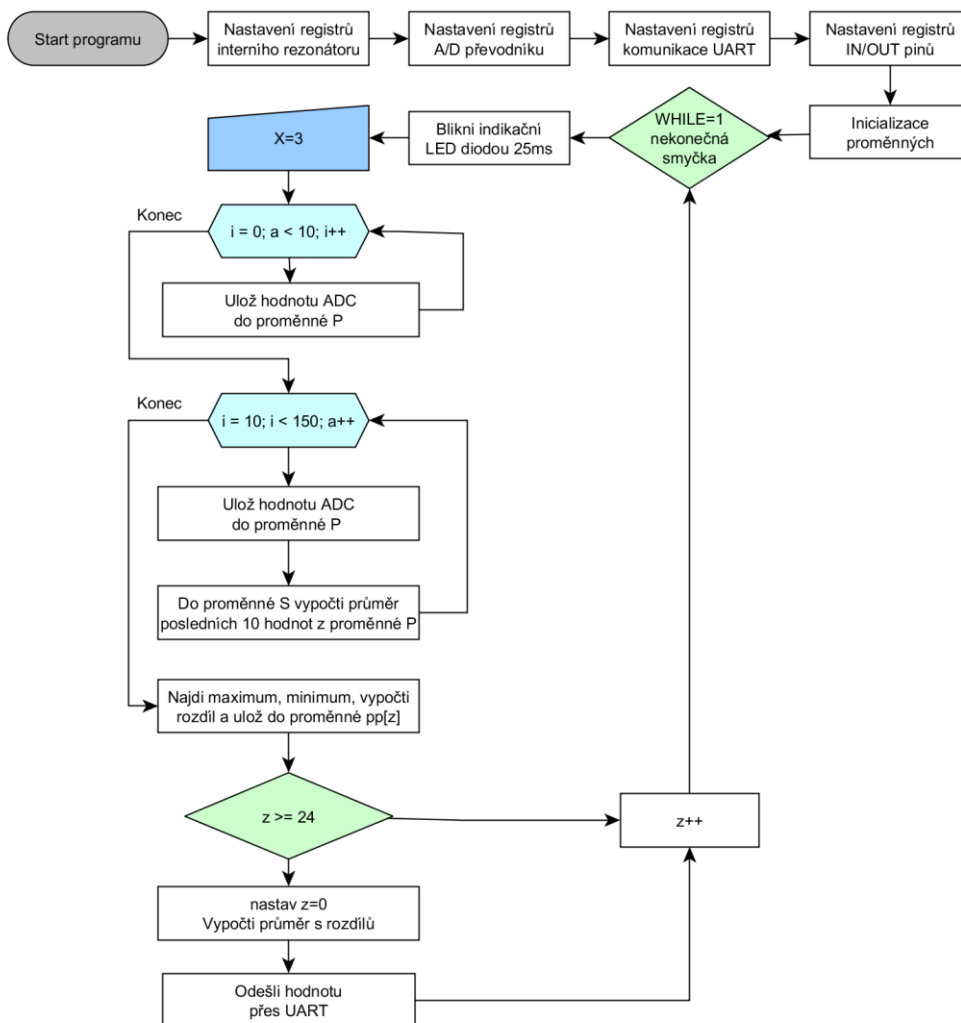 Start programu
Nastavení registrů
interního rezonátoru
Nastavení registrů
A/D převodníku
Nastavení registrů
komunikace UART
Nastavení registrů
IN/OUT pinů
Inicializace
proměnných
WHILE=1
nekonečná
smyčka
Blikni indikační
LED diodou 25ms
X=3
Konec
i = 0; a < 10; i++
Ulož hodnotu ADC
do proměnné P
Konec
i = 10; i < 150; a++
Ulož hodnotu ADC
do proměnné P
Do proměnné S vypočti průměr
posledních 10 hodnot z proměnné P
Najdi maximum, minimum, vypočti
rozdíl a ulož do proměnné pp[z]
z >= 24
z++
nastav z=0
Vypočti průměr s rozdílů
Odešli hodnotu
přes UART